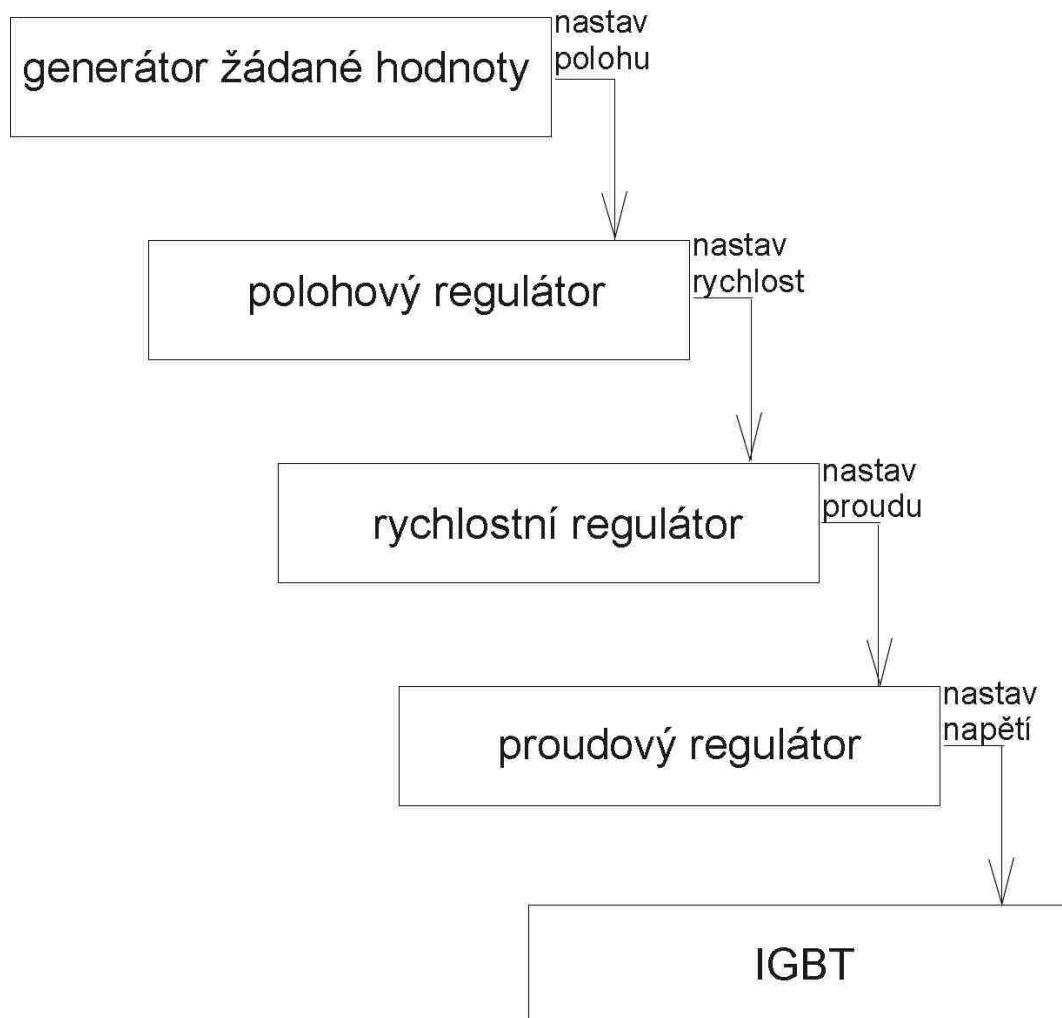 generátor žádané hodnoty
nastav
polohu
polohový regulátor
nastav
rychlost
rychlostní regulátor
nastav
proudu
proudový regulátor
nastav
napětí
IGBT